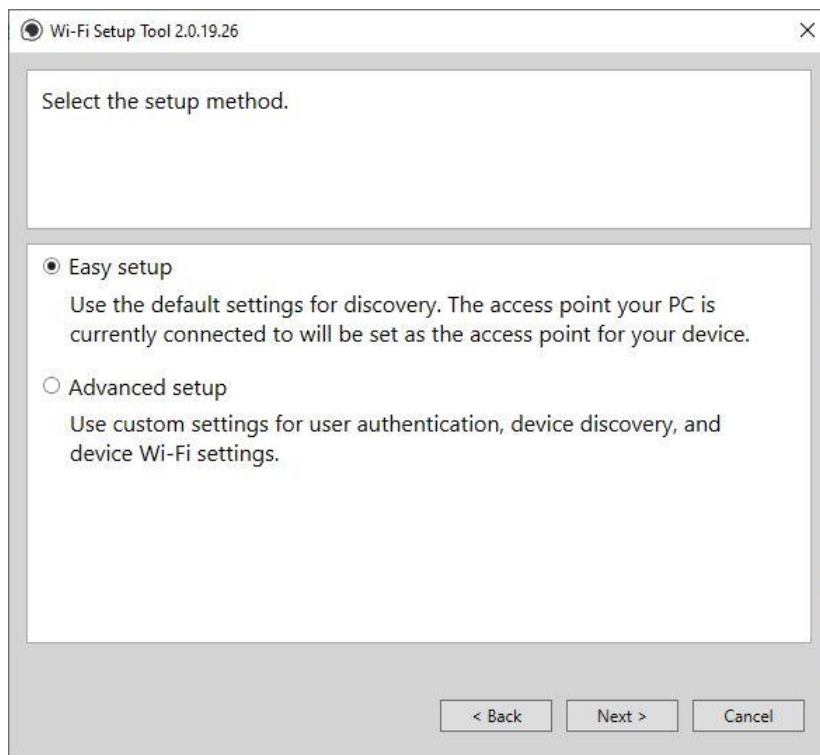 Wi-Fi Setup Tool 2.0.19.26
Select the setup method.
Easy setup
Use the default settings for discovery. The access point your PC is
currently connected to will be set as the access point for your device.
Advanced setup
Use custom settings for user authentication, device discovery, and
device Wi-Fi settings.
< Back Next > Cancel